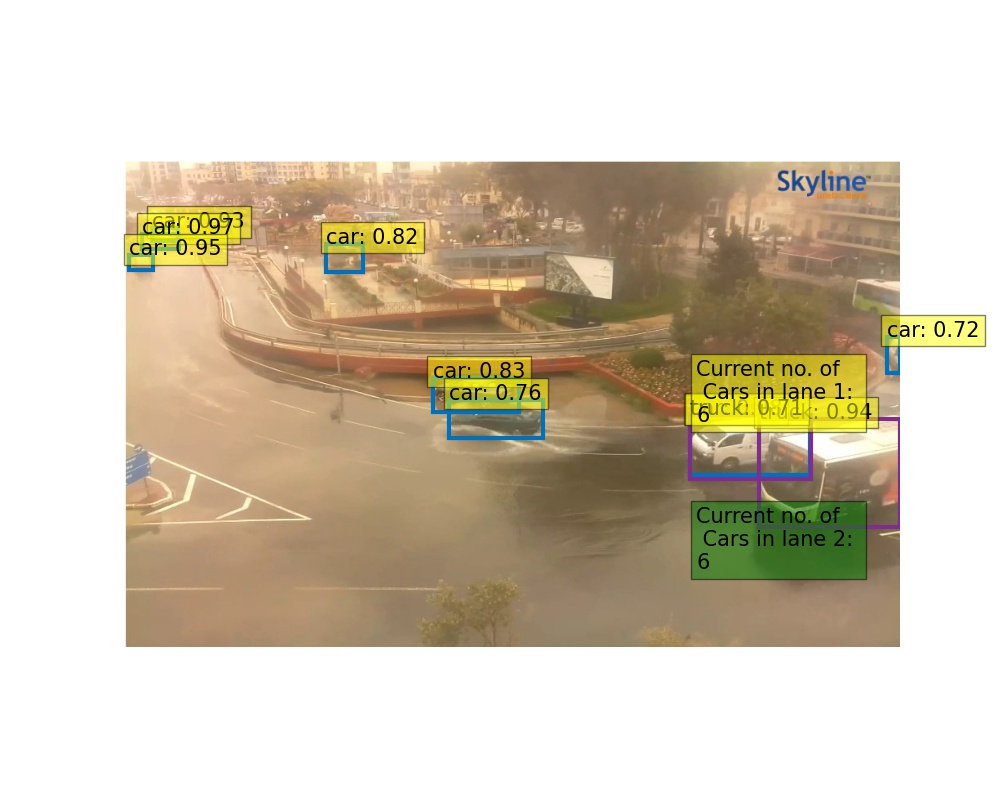 Skyline
car: 0.93
car: 0.97
car: 0.95
car: 0.82
car: 0.72
car: 0.83
car: 0.76
Current no. of
Cars in lane 1:
6
truck: 0.71
truck: 0.94
Current no. of
Cars in lane 2:
6